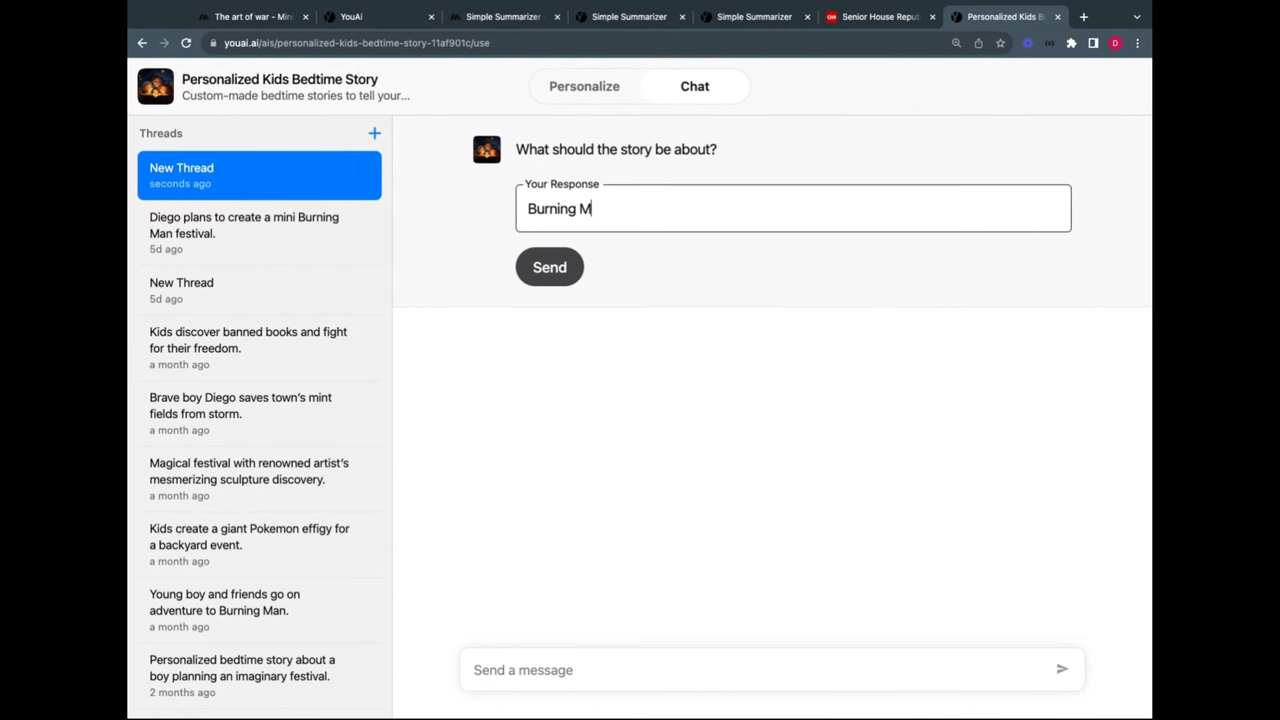 The art of war - Min
YouAi
Simple Summarizer
Simple Summarizer
Simple Summarizer
CNN
Senior House Repu
Personalized Kids B
youai.ai/ais/personalized-kids-bedtime-story-11af901c/use
D
Personalized Kids Bedtime Story
Custom-made bedtime stories to tell your...
Personalize
Chat
Threads
New Thread
seconds ago
Diego plans to create a mini Burning
Man festival.
5d ago
New Thread
5d ago
Kids discover banned books and fight
for their freedom.
a month ago
Brave boy Diego saves town's mint
fields from storm.
a month ago
Magical festival with renowned artist's
mesmerizing sculpture discovery.
a month ago
Kids create a giant Pokemon effigy for
a backyard event.
a month ago
Young boy and friends go on
adventure to Burning Man.
a month ago
Personalized bedtime story about a
boy planning an imaginary festival.
2 months ago
What should the story be about?
Your Response
Burning M
Send
Send a message